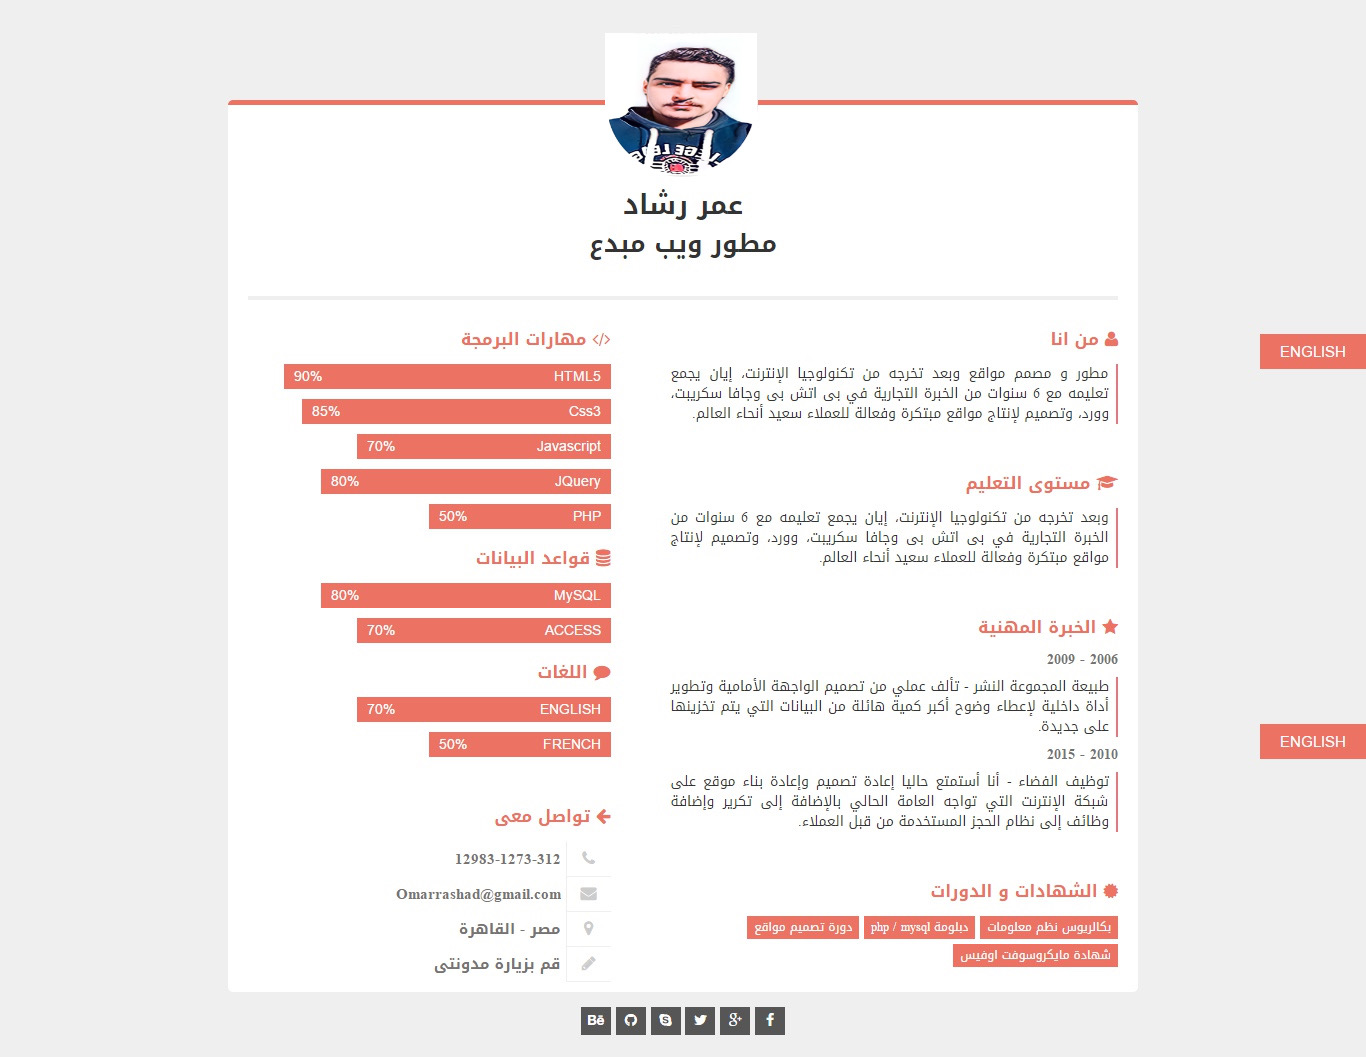 عمر رشاد
مطور ويب مبدع
من انا
مطور و مصمم مواقع وبعد تخرجه من تكنولوجيا الإنترنت، إيان يجمع
تعليمه مع 6 سنوات من الخبرة التجارية في بى اتش بى وجافا سكريبت،
وورد، وتصميم لإنتاج مواقع مبتكرة وفعالة للعملاء سعيد أنحاء العالم.
مستوى التعليم
وبعد تخرجه من تكنولوجيا الإنترنت، إيان يجمع تعليمه مع 6 سنوات من
الخبرة التجارية في بى اتش بى وجافا سكريبت، وورد، وتصميم لإنتاج
مواقع مبتكرة وفعالة للعملاء سعيد أنحاء العالم.
الخبرة المهنية
2006 - 2009
طبيعة المجموعة النشر - تألف عملي من تصميم الواجهة الأمامية وتطوير
أداة داخلية لإعطاء وضوح أكبر كمية هائلة من البيانات التي يتم تخزينها
على جديدة.
2010 - 2015
توظيف الفضاء - أنا أستمتع حاليا إعادة تصميم وإعادة بناء موقع على
شبكة الإنترنت التي تواجه العامة الحالي بالإضافة إلى تكرير وإضافة
وظائف إلى نظام الحجز المستخدمة من قبل العملاء.
الشهادات و الدورات
بكالريوس نظم معلومات
دبلومة php / mysql
دورة تصميم مواقع
شهادة مايكروسوفت اوفيس
مهارات البرمجة
HTML5 90%
Css3 85%
Javascript 70%
JQuery 80%
PHP 50%
قواعد البيانات
MySQL 80%
ACCESS 70%
اللغات
ENGLISH 70%
FRENCH 50%
تواصل معى
12983-1273-312
Omarrashad@gmail.com
مصر - القاهرة
قم بزيارة مدونتى
ENGLISH
ENGLISH